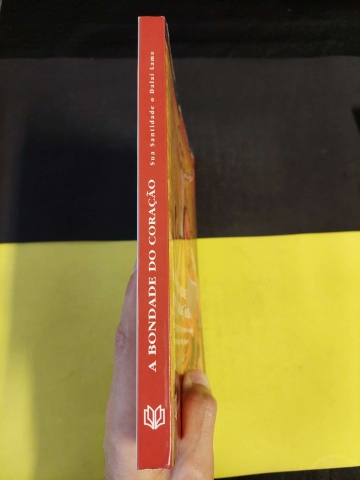 A BONDADE DO CORAÇÃO
Sua Santidade o Dalai Lama